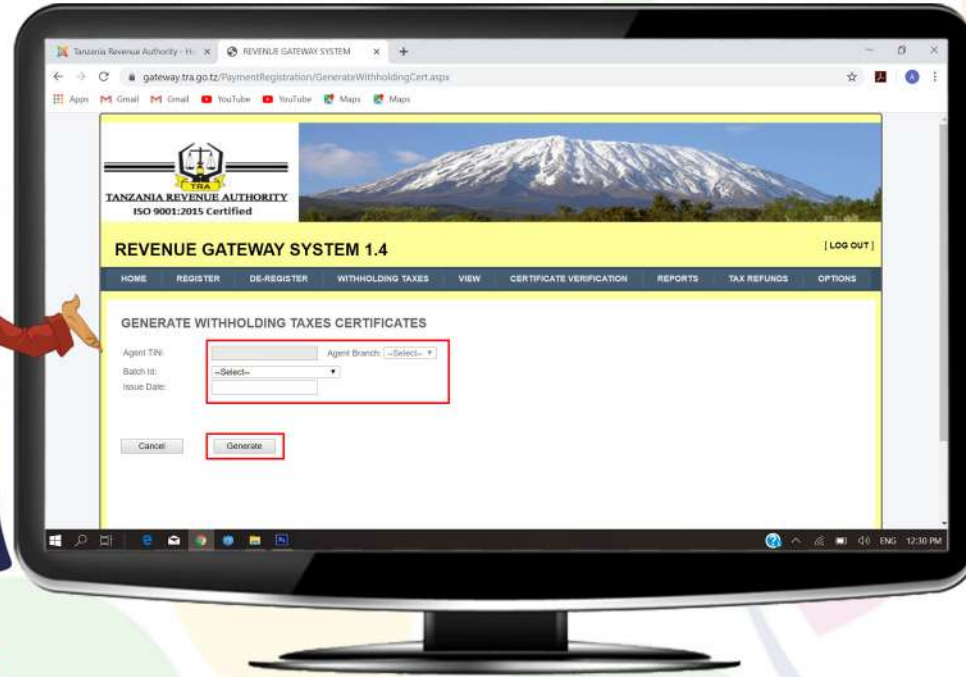 Tanzania Revenue Authority - H
REVENUE GATEWAY SYSTEM
gateway.tra.go.tz/PaymentRegistration/GenerateWithholdingCert.aspx
Apps Gmail Gmail YouTube YouTube Maps Maps
TRA
TANZANIA REVENUE AUTHORITY
ISO 9001:2015 Certified
REVENUE GATEWAY SYSTEM 1.4
[ LOG OUT ]
HOME REGISTER DE-REGISTER WITHHOLDING TAXES VIEW CERTIFICATE VERIFICATION REPORTS TAX REFUNDS OPTIONS
GENERATE WITHHOLDING TAXES CERTIFICATES
Agent TIN: Agent Branch: --Select--
Batch Id: --Select--
Issue Date:
Cancel Generate
ENG 12:30 PM